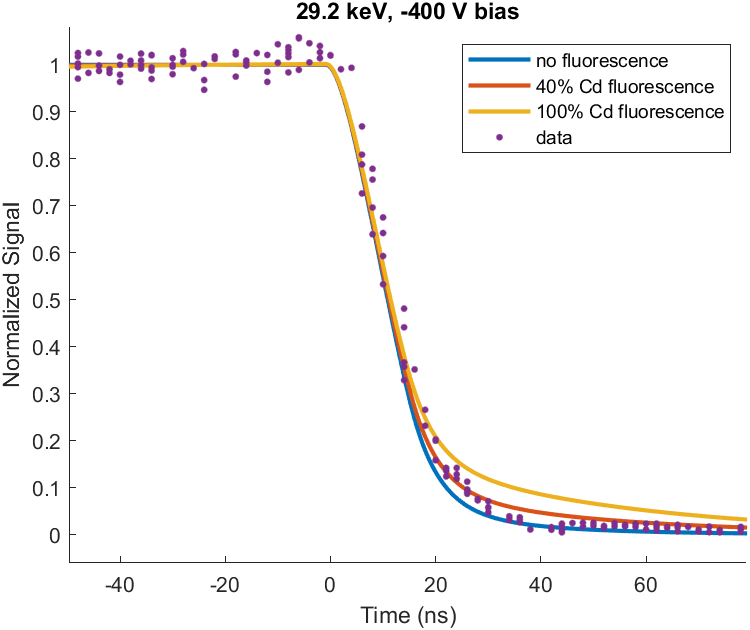 29.2 keV, -400 V bias
no fluorescence
40% Cd fluorescence
100% Cd fluorescence
data
1
0.9
0.8
0.7
0.6
0.5
0.4
0.3
0.2
0.1
0
Normalized Signal
-40
-20
0
20
40
60
Time (ns)